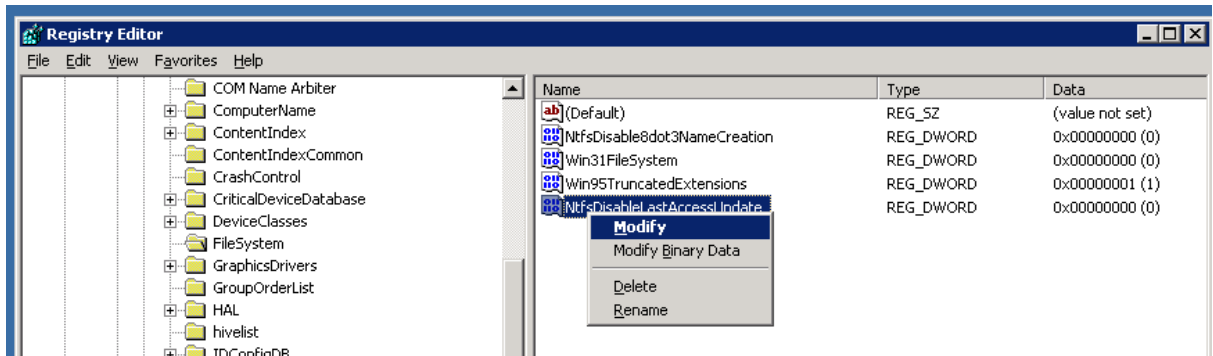 Registry Editor
File Edit View Favorites Help
COM Name Arbiter
ComputerName
ContentIndex
ContentIndexCommon
CrashControl
CriticalDeviceDatabase
DeviceClasses
FileSystem
GraphicsDrivers
GroupOrderList
HAL
hivelist
IDConfigDB
Name Type Data
ab (Default) REG_SZ (value not set)
NtfsDisable8dot3NameCreation REG_DWORD 0x00000000 (0)
Win31FileSystem REG_DWORD 0x00000000 (0)
Win95TruncatedExtensions REG_DWORD 0x00000001 (1)
NtfsDisableLastAccessUpdate REG_DWORD 0x00000000 (0)
Modify
Modify Binary Data
Delete
Rename